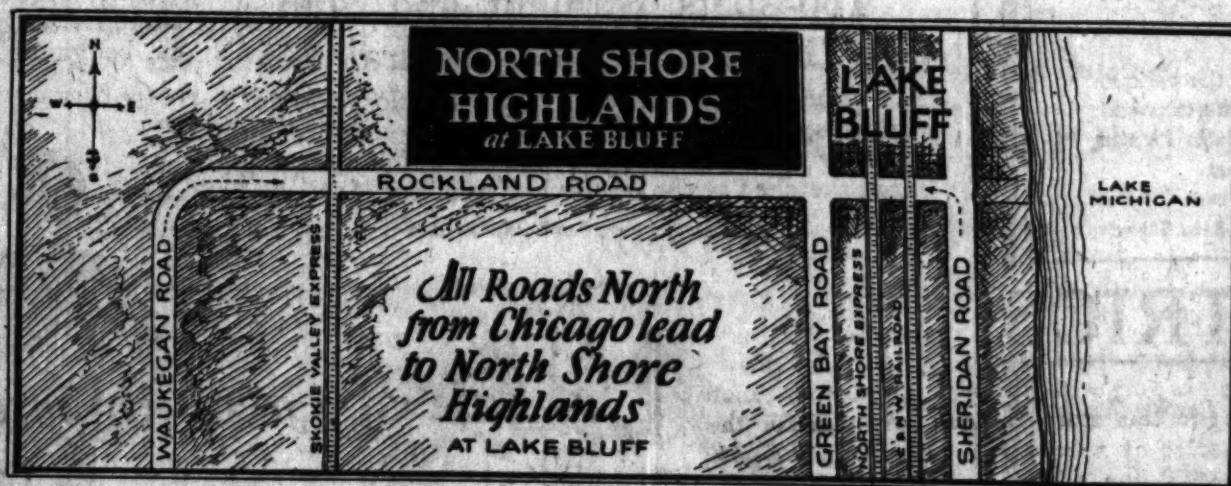 N
W E
S
NORTH SHORE
HIGHLANDS
at LAKE BLUFF
LAKE
BLUFF
ROCKLAND ROAD
LAKE
MICHIGAN
WAUKEGAN ROAD
SKOKIE VALLEY EXPRESS
All Roads North
from Chicago lead
to North Shore
Highlands
AT LAKE BLUFF
GREEN BAY ROAD
NORTH SHORE EXPRESS
C. & N. W. RAILROAD
SHERIDAN ROAD